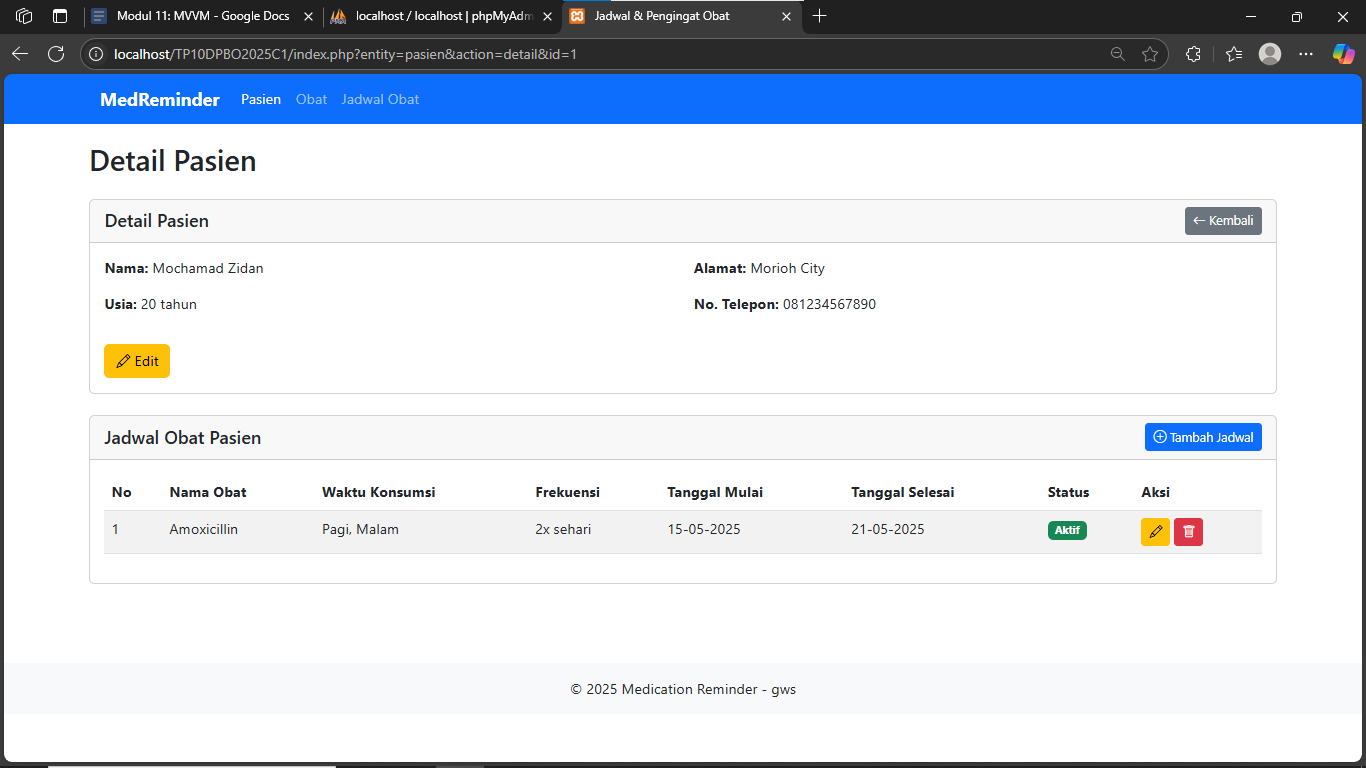 Modul 11: MVVM - Google Docs
localhost / localhost | phpMyAdm
Jadwal & Pengingat Obat
localhost/TP10DPBO2025C1/index.php?entity=pasien&action=detail&id=1
MedReminder Pasien Obat Jadwal Obat
Detail Pasien
Detail Pasien Kembali
Nama: Mochamad Zidan Alamat: Morioh City
Usia: 20 tahun No. Telepon: 081234567890
Edit
Jadwal Obat Pasien Tambah Jadwal
No Nama Obat Waktu Konsumsi Frekuensi Tanggal Mulai Tanggal Selesai Status Aksi
1 Amoxicillin Pagi, Malam 2x sehari 15-05-2025 21-05-2025 Aktif
© 2025 Medication Reminder - gws